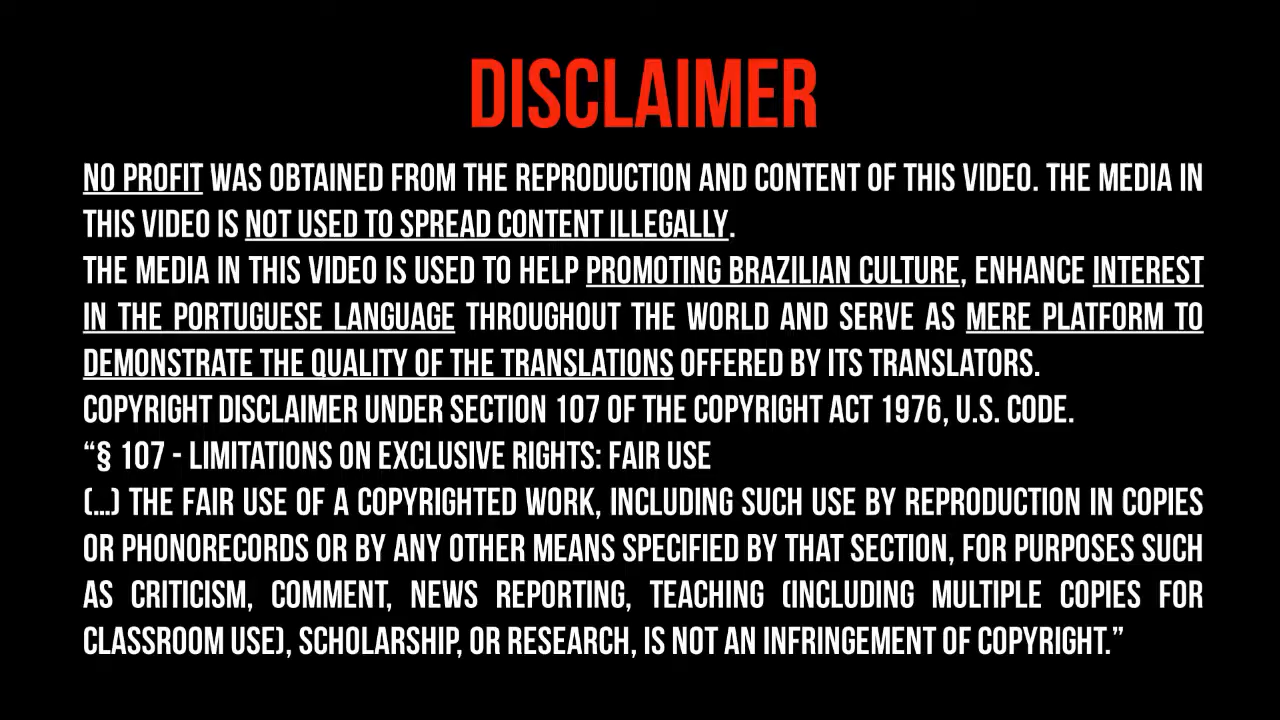 DISCLAIMER
NO PROFIT WAS OBTAINED FROM THE REPRODUCTION AND CONTENT OF THIS VIDEO. THE MEDIA IN
THIS VIDEO IS NOT USED TO SPREAD CONTENT ILLEGALLY.
THE MEDIA IN THIS VIDEO IS USED TO HELP PROMOTING BRAZILIAN CULTURE, ENHANCE INTEREST
IN THE PORTUGUESE LANGUAGE THROUGHOUT THE WORLD AND SERVE AS MERE PLATFORM TO
DEMONSTRATE THE QUALITY OF THE TRANSLATIONS OFFERED BY ITS TRANSLATORS.
COPYRIGHT DISCLAIMER UNDER SECTION 107 OF THE COPYRIGHT ACT 1976, U.S. CODE.
“§ 107 - LIMITATIONS ON EXCLUSIVE RIGHTS: FAIR USE
(...) THE FAIR USE OF A COPYRIGHTED WORK, INCLUDING SUCH USE BY REPRODUCTION IN COPIES
OR PHONORECORDS OR BY ANY OTHER MEANS SPECIFIED BY THAT SECTION, FOR PURPOSES SUCH
AS CRITICISM, COMMENT, NEWS REPORTING, TEACHING (INCLUDING MULTIPLE COPIES FOR
CLASSROOM USE), SCHOLARSHIP, OR RESEARCH, IS NOT AN INFRINGEMENT OF COPYRIGHT.”